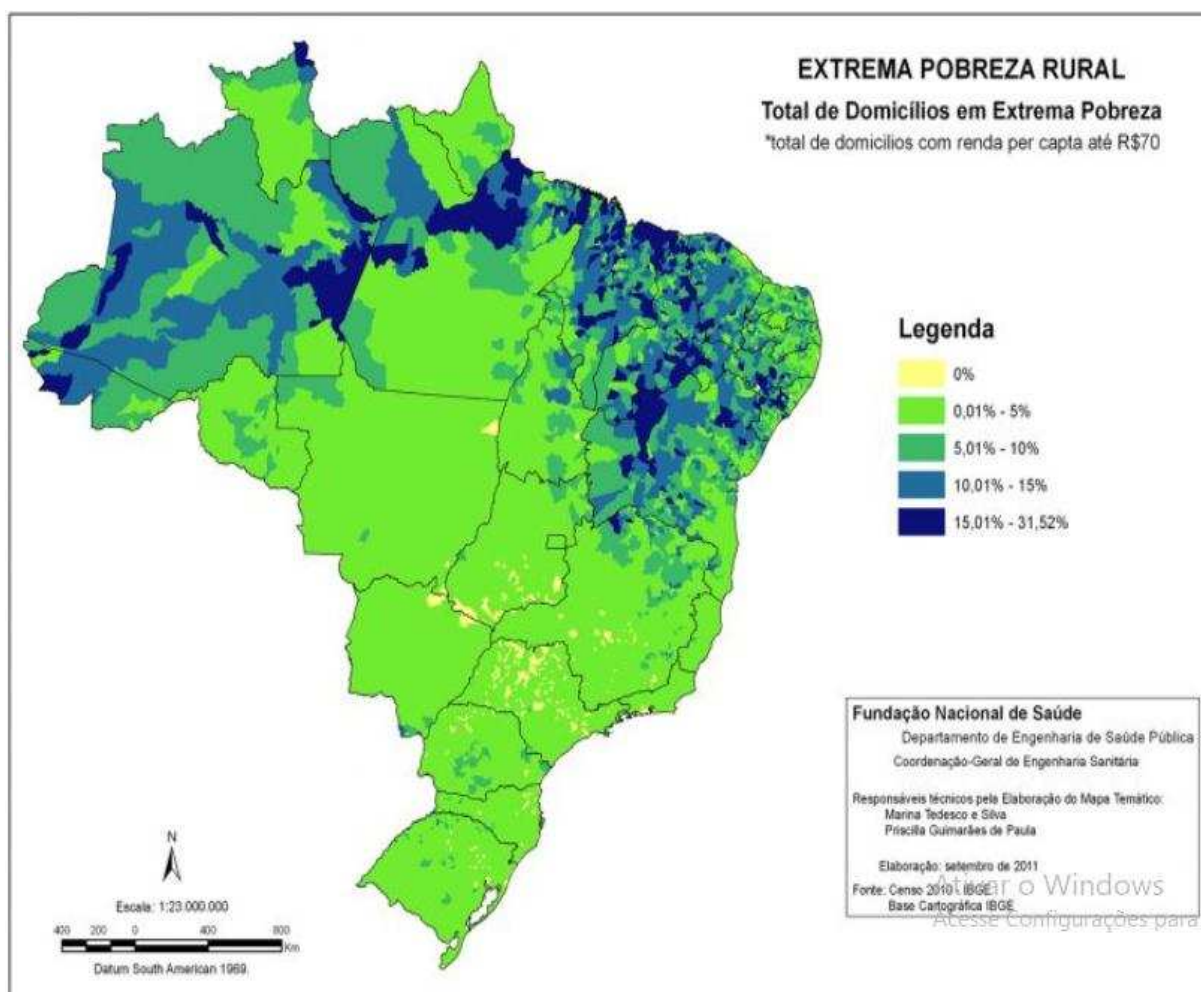 EXTREMA POBREZA RURAL
Total de Domicílios em Extrema Pobreza
*total de domicilios com renda per capta até R$70
Legenda
0%
0,01% - 5%
5,01% - 10%
10,01% - 15%
15,01% - 31,52%
Fundação Nacional de Saúde
Departamento de Engenharia de Saúde Pública
Coordenação-Geral de Engenharia Sanitária
Responsáveis técnicos pela Elaboração do Mapa Temático:
Marina Tedesco e Silva
Priscilla Guimarães de Paula
Elaboração: setembro de 2011
Fonte: Censo 2010 - IBGE
Base Cartográfica IBGE
Ativar o Windows
Acesse Configurações para
N
Escala: 1:23.000.000
400 200 0 400 800
Km
Datum South American 1969.